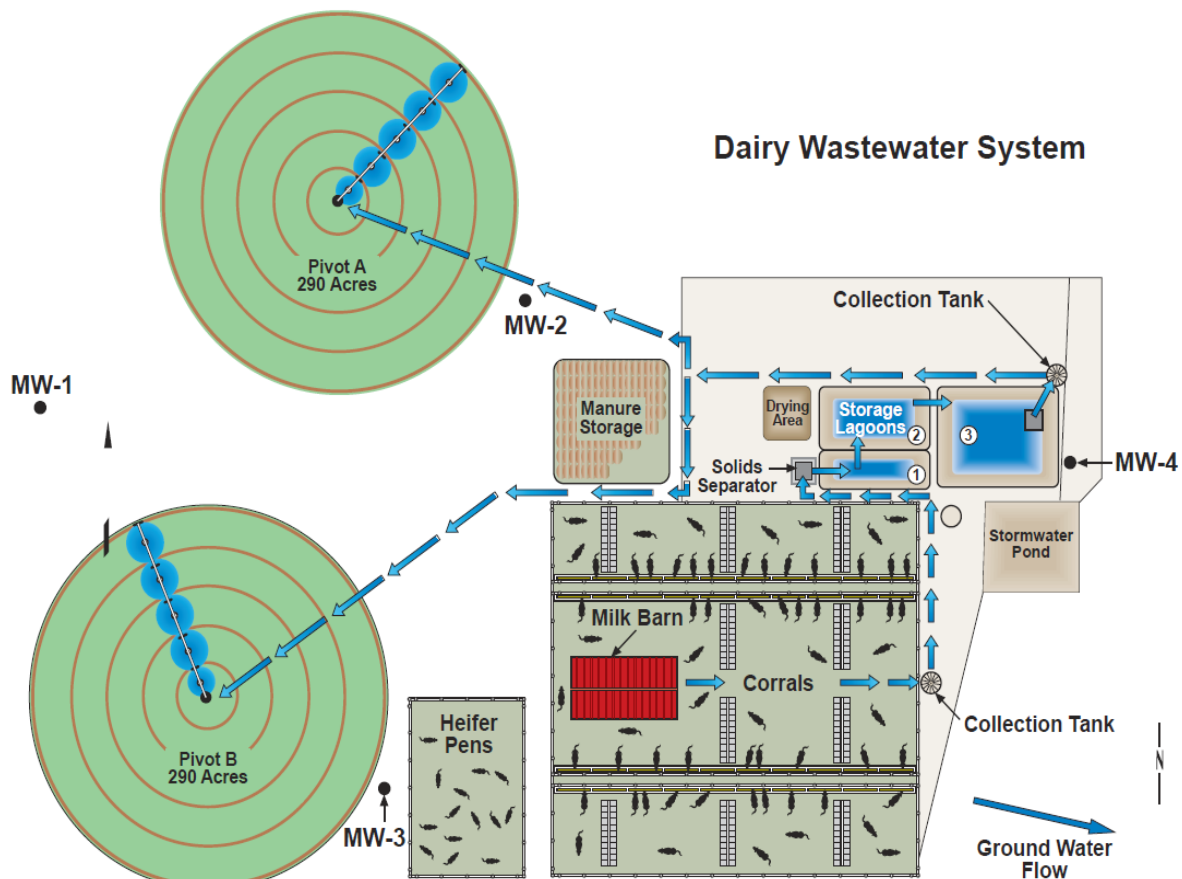 Dairy Wastewater System
Pivot A
290 Acres
MW-2
Collection Tank
MW-1
Manure
Storage
Drying
Area
Storage
Lagoons
2
3
Solids
Separator
1
MW-4
Stormwater
Pond
Milk Barn
Corrals
Heifer
Pens
Collection Tank
Pivot B
290 Acres
MW-3
N
Ground Water
Flow